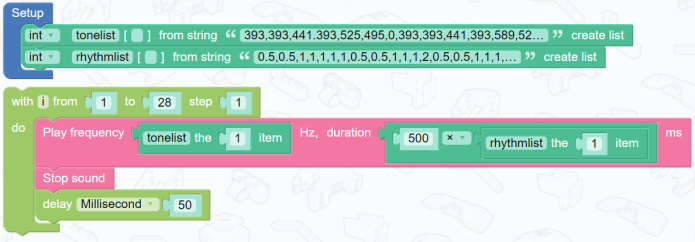 Setup
int tonelist [ ] from string “ 393,393,441.393,525,495,0,393,393,441,393,589,52... ” create list
int rhythmlist [ ] from string “ 0.5,0.5,1,1,1,1,1,0.5,0.5,1,1,1,2,0.5,0.5,1,1,1,... ” create list
with i from 1 to 28 step 1
do Play frequency tonelist the 1 item Hz, duration 500 × rhythmlist the 1 item ms
Stop sound
delay Millisecond 50